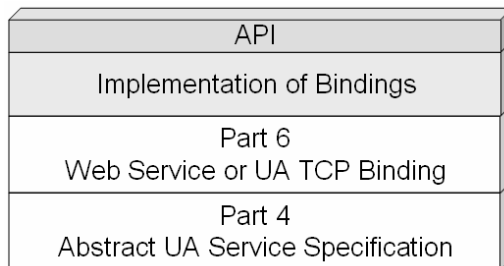 API
Implementation of Bindings
Part 6
Web Service or UA TCP Binding
Part 4
Abstract UA Service Specification